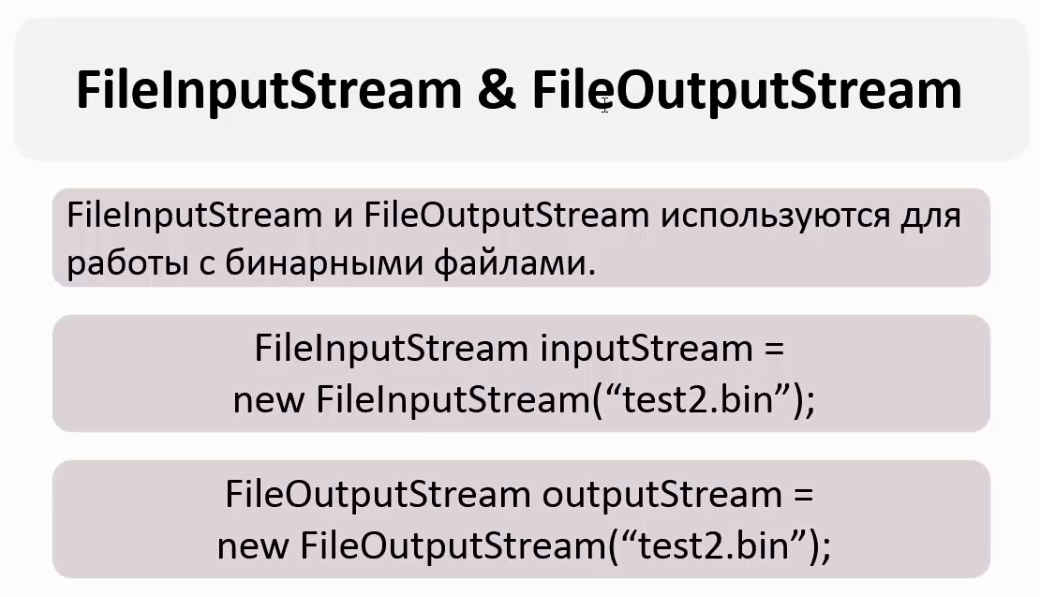 FileInputStream & FileOutputStream
FileInputStream и FileOutputStream используются для
работы с бинарными файлами.
FileInputStream inputStream =
new FileInputStream(“test2.bin”);
FileOutputStream outputStream =
new FileOutputStream(“test2.bin”);